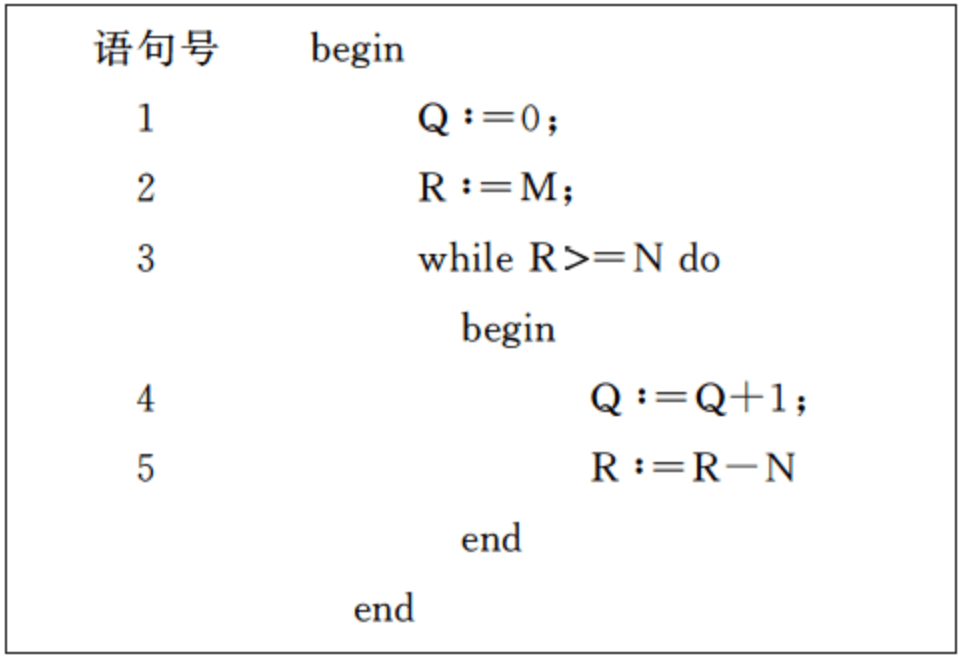 语句号 begin
1 Q :=0;
2 R :=M;
3 while R>=N do
begin
4 Q :=Q+1;
5 R :=R−N
end
end